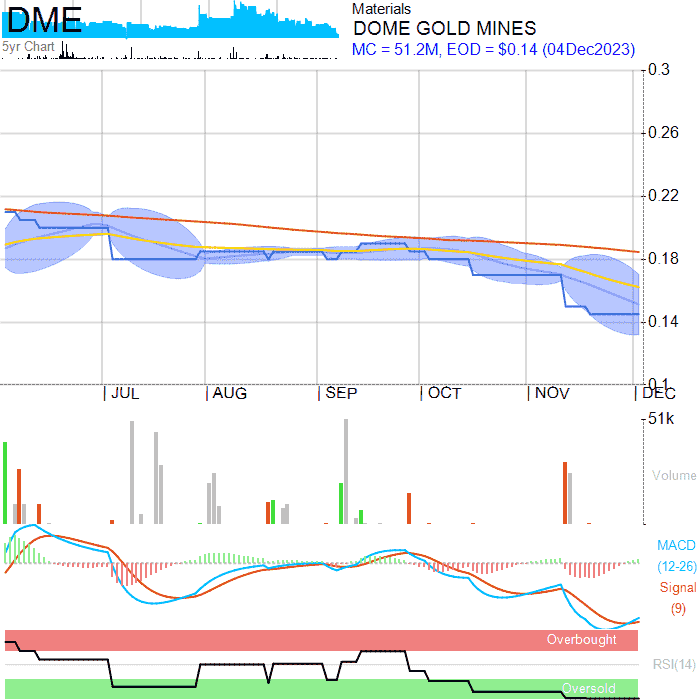 DME
5yr Chart
Materials
DOME GOLD MINES
MC = 51.2M, EOD = $0.14 (04Dec2023)
0.3
0.26
0.22
0.18
0.14
0.1
JUL AUG SEP OCT NOV DEC
51k
Volume
MACD
(12-26)
Signal
(9)
Overbought
RSI(14)
Oversold